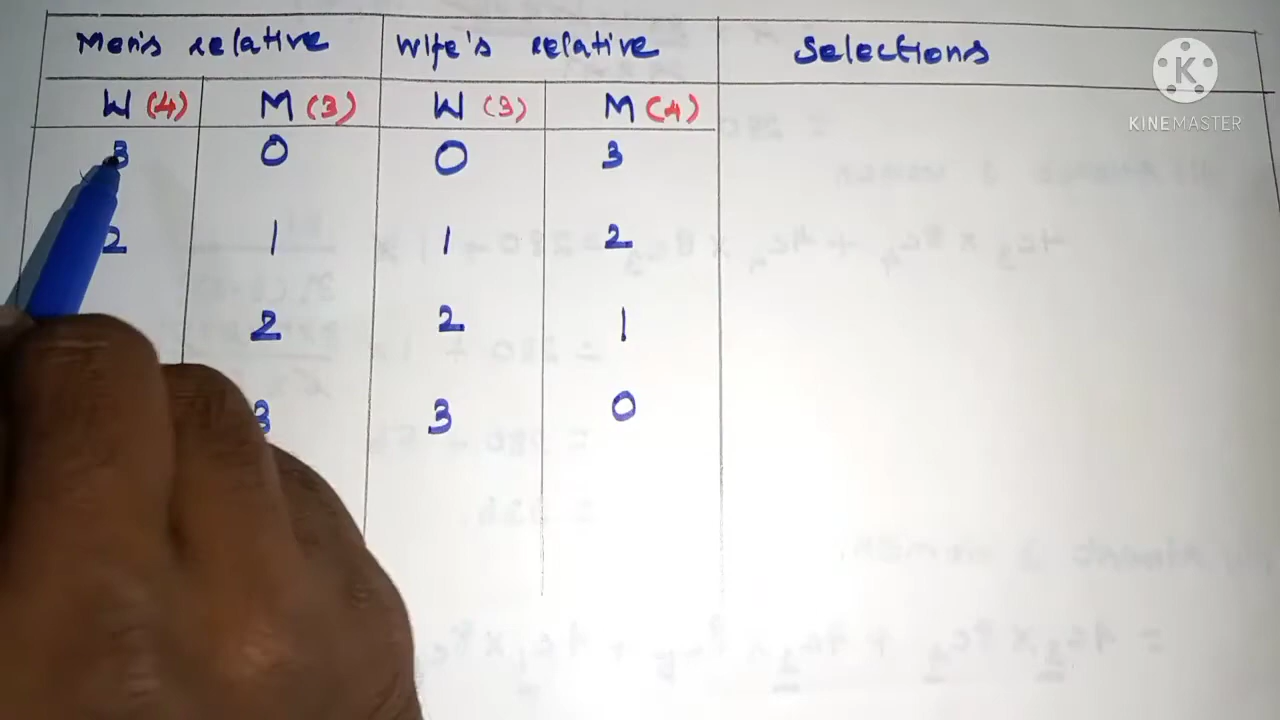 Men's relative Wife's relative Selections
W (4) M (3) W (3) M (4)
3 0 0 3
2 1 1 2
2 2 1
3 3 0
K
KINEMASTER